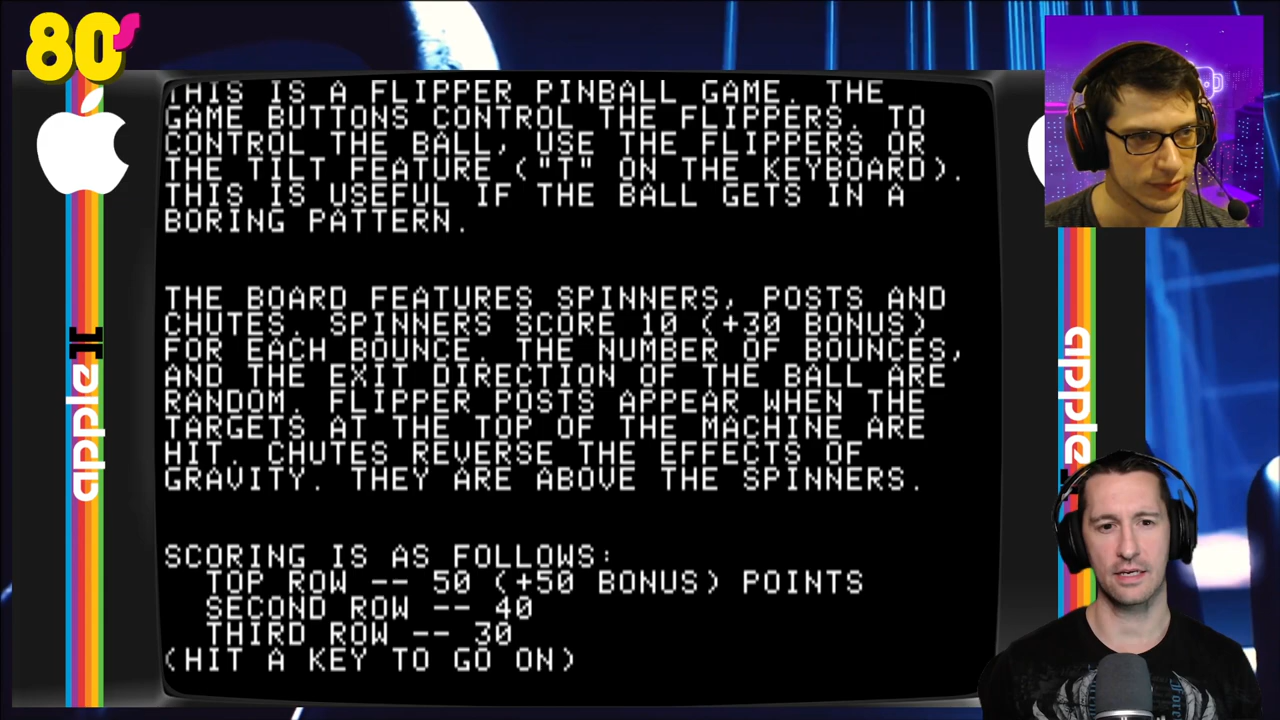 80s
THIS IS A FLIPPER PINBALL GAME. THE
GAME BUTTONS CONTROL THE FLIPPERS. TO
CONTROL THE BALL, USE THE FLIPPERS OR
THE TILT FEATURE ("T" ON THE KEYBOARD).
THIS IS USEFUL IF THE BALL GETS IN A
BORING PATTERN.
THE BOARD FEATURES SPINNERS, POSTS AND
CHUTES. SPINNERS SCORE 10 (+30 BONUS)
FOR EACH BOUNCE. THE NUMBER OF BOUNCES,
AND THE EXIT DIRECTION OF THE BALL ARE
RANDOM. FLIPPER POSTS APPEAR WHEN THE
TARGETS AT THE TOP OF THE MACHINE ARE
HIT. CHUTES REVERSE THE EFFECTS OF
GRAVITY. THEY ARE ABOVE THE SPINNERS.
SCORING IS AS FOLLOWS:
TOP ROW -- 50 (+50 BONUS) POINTS
SECOND ROW -- 40
THIRD ROW -- 30
(HIT A KEY TO GO ON)
apple ][
apple